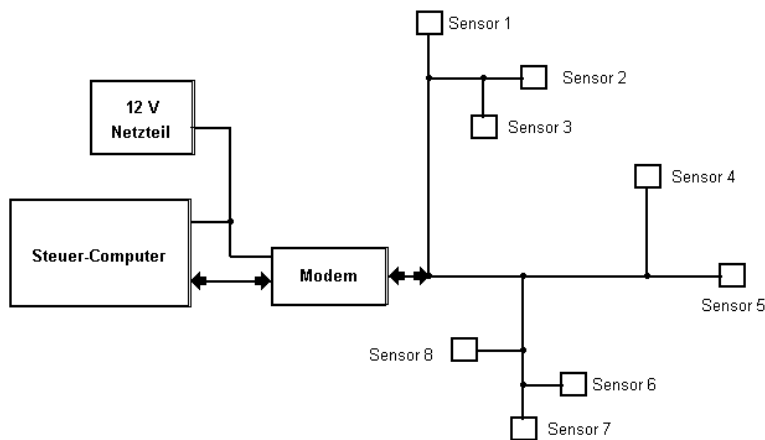 Sensor 1
Sensor 2
Sensor 3
12 V
Netzteil
Sensor 4
Steuer-Computer
Modem
Sensor 5
Sensor 8
Sensor 6
Sensor 7